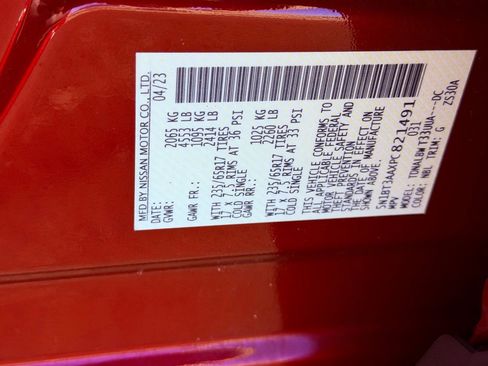 MFD BY NISSAN MOTOR CO., LTD.
DATE: 04/23
GVWR: 2065 KG
4552 LB
GAWR FR.: 1095 KG
2414 LB
WITH 235/65R17 TIRES
17 X 7.5 RIMS AT 36 PSI
COLD SINGLE
GAWR RR.: 1025 KG
2260 LB
WITH 235/65R17 TIRES
17 X 7.5 RIMS AT 33 PSI
COLD SINGLE
THIS VEHICLE CONFORMS TO
ALL APPLICABLE FEDERAL
MOTOR VEHICLE SAFETY AND
THEFT PREVENTION
STANDARDS IN EFFECT ON
THE DATE OF MANUFACTURE
SHOWN ABOVE.
5N1BT3AAXPC821491
MPV 031
MODEL: TDNALBWT33UUA---DC
COLOR: NBL TRIM: G ZS30A